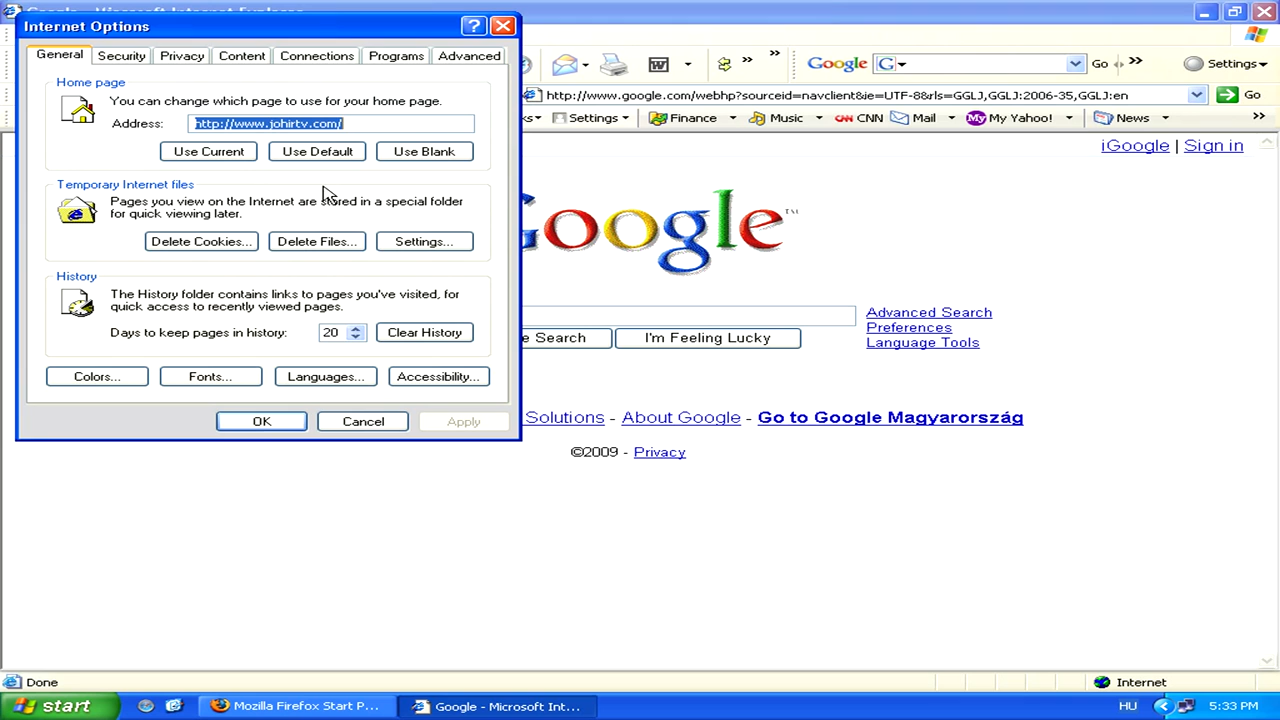 Internet Options
General Security Privacy Content Connections Programs Advanced
Home page
You can change which page to use for your home page.
Address: http://www.johirtv.com/
Use Current Use Default Use Blank
Temporary Internet files
Pages you view on the Internet are stored in a special folder
for quick viewing later.
Delete Cookies... Delete Files... Settings...
History
The History folder contains links to pages you've visited, for
quick access to recently viewed pages.
Days to keep pages in history: 20 Clear History
Colors... Fonts... Languages... Accessibility...
OK Cancel Apply
W » »
Google G Go Settings
http://www.google.com/webhp?sourceid=navclient&ie=UTF-8&rls=GGLJ,GGLJ:2006-35,GGLJ:en Go
Settings Finance Music CNN Mail My Yahoo! News »
iGoogle | Sign in
Google™
e Search I'm Feeling Lucky
Advanced Search
Preferences
Language Tools
Solutions - About Google - Go to Google Magyarország
©2009 - Privacy
Done Internet
start Mozilla Firefox Start P... Google - Microsoft Int... HU 5:33 PM